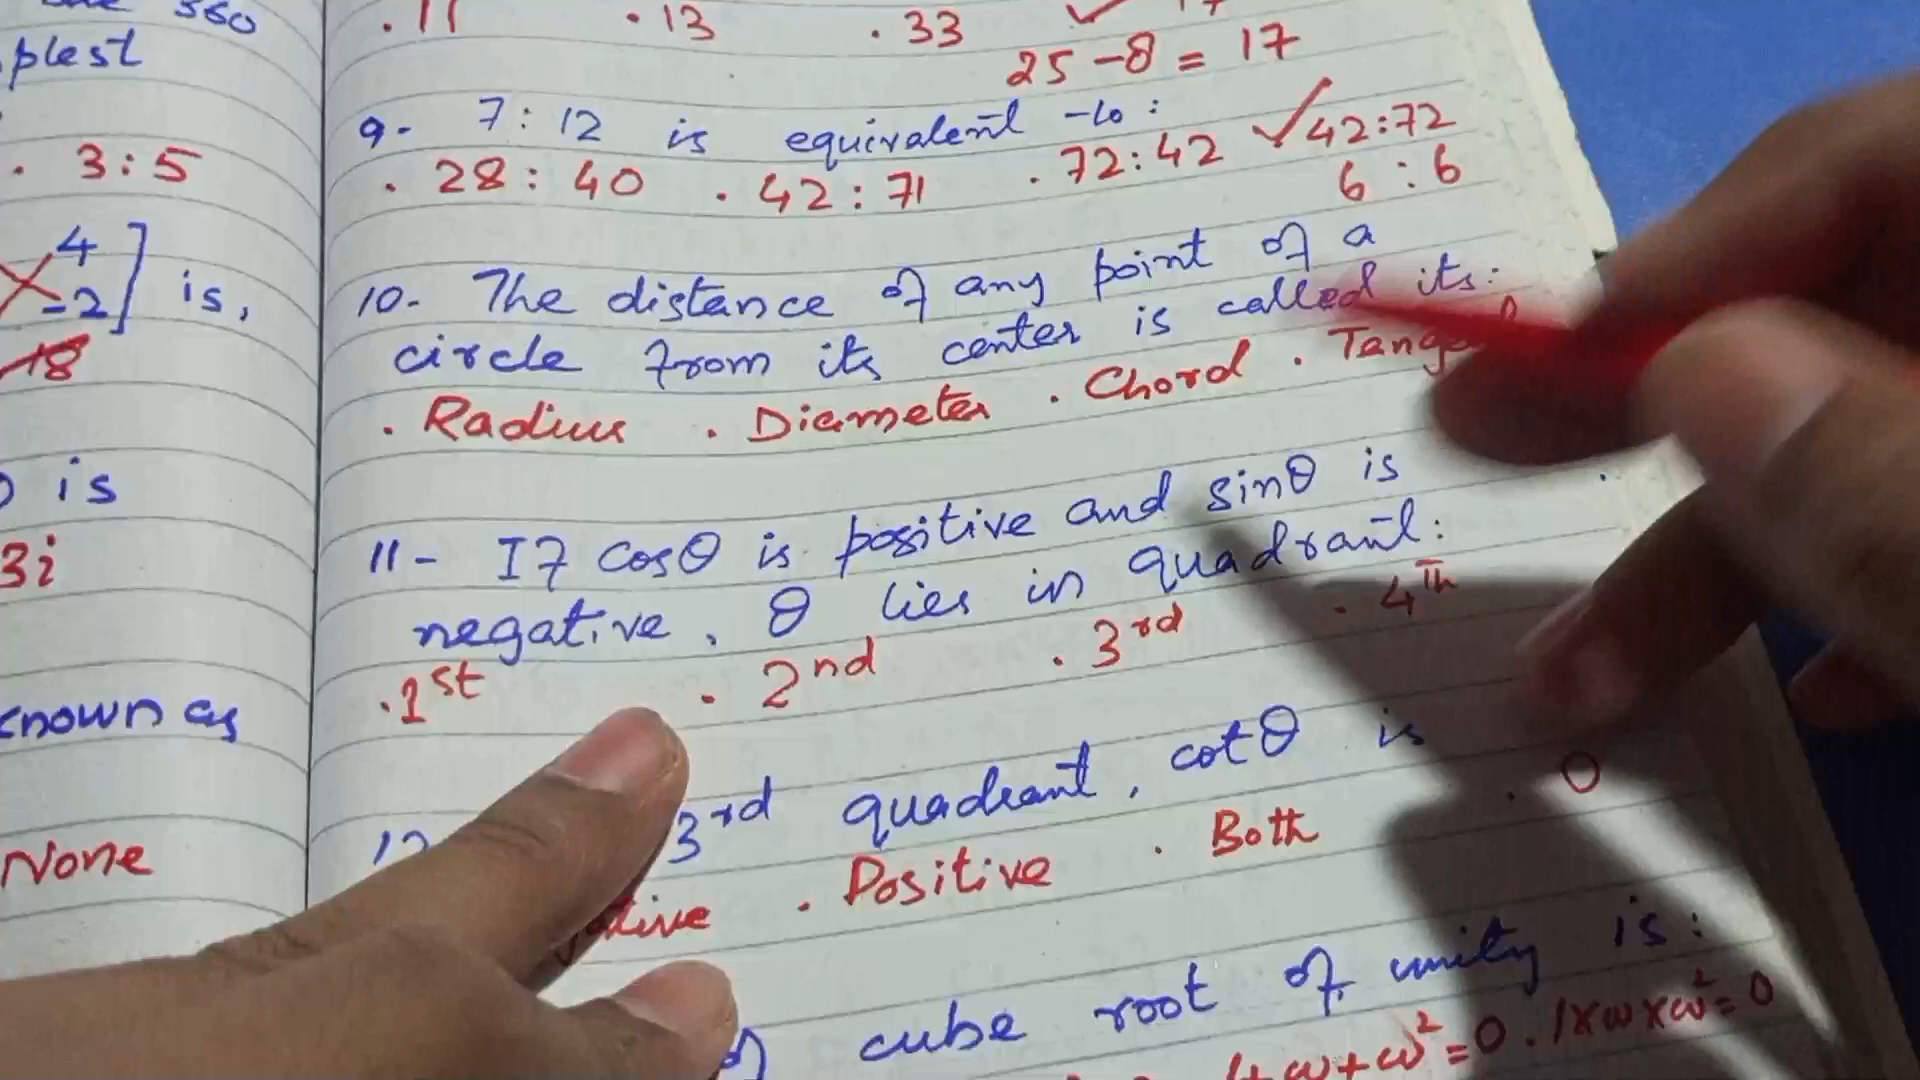 360
plest
. 3:5
4
-2 ] is,
18
is
3i
known as
None
. 11 . 13 . 33 ✓ 17
25 - 8 = 17
9- 7:12 is equivalent to:
. 28:40 . 42:71 . 72:42 ✓ 42:72
6 : 6
10- The distance of any point of a
circle from its center is called its:
. Radius . Diameter . Chord .
11- If cosθ is positive and sinθ is
negative, θ lies in quadrant:
. 1st . 2nd . 3rd . 4th
3rd quadrant, cotθ is
. Positive . Both . 0
of cube root of unity is:
1+ω+ω²=0 . 1×ω×ω²=0